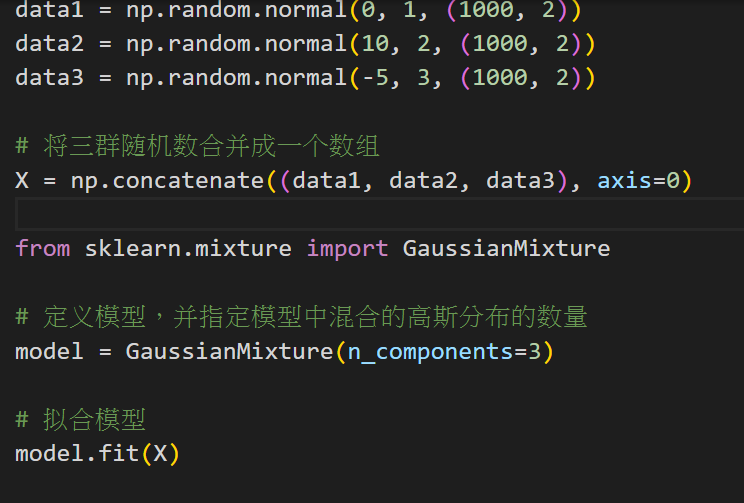 data1 = np.random.normal(0, 1, (1000, 2))
data2 = np.random.normal(10, 2, (1000, 2))
data3 = np.random.normal(-5, 3, (1000, 2))
# 将三群随机数合并成一个数组
X = np.concatenate((data1, data2, data3), axis=0)
from sklearn.mixture import GaussianMixture
# 定义模型，并指定模型中混合的高斯分布的数量
model = GaussianMixture(n_components=3)
# 拟合模型
model.fit(X)